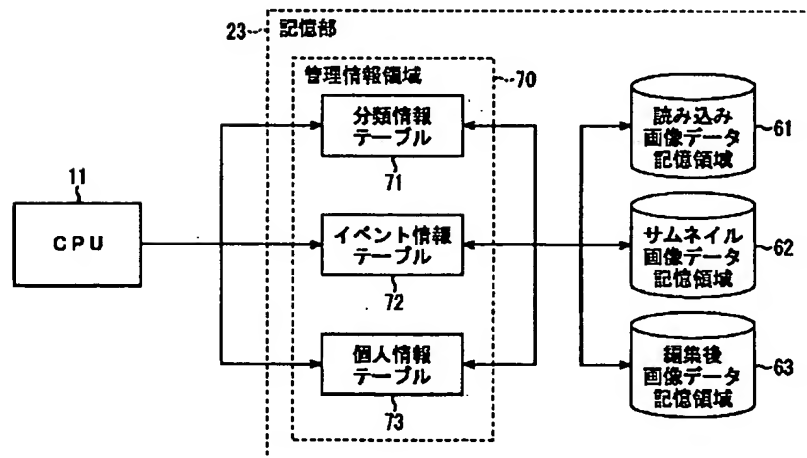 23
記憶部
管理情報領域
70
分類情報
テーブル
71
読み込み
画像データ
記憶領域
61
11
CPU
イベント情報
テーブル
72
サムネイル
画像データ
記憶領域
62
個人情報
テーブル
73
編集後
画像データ
記憶領域
63